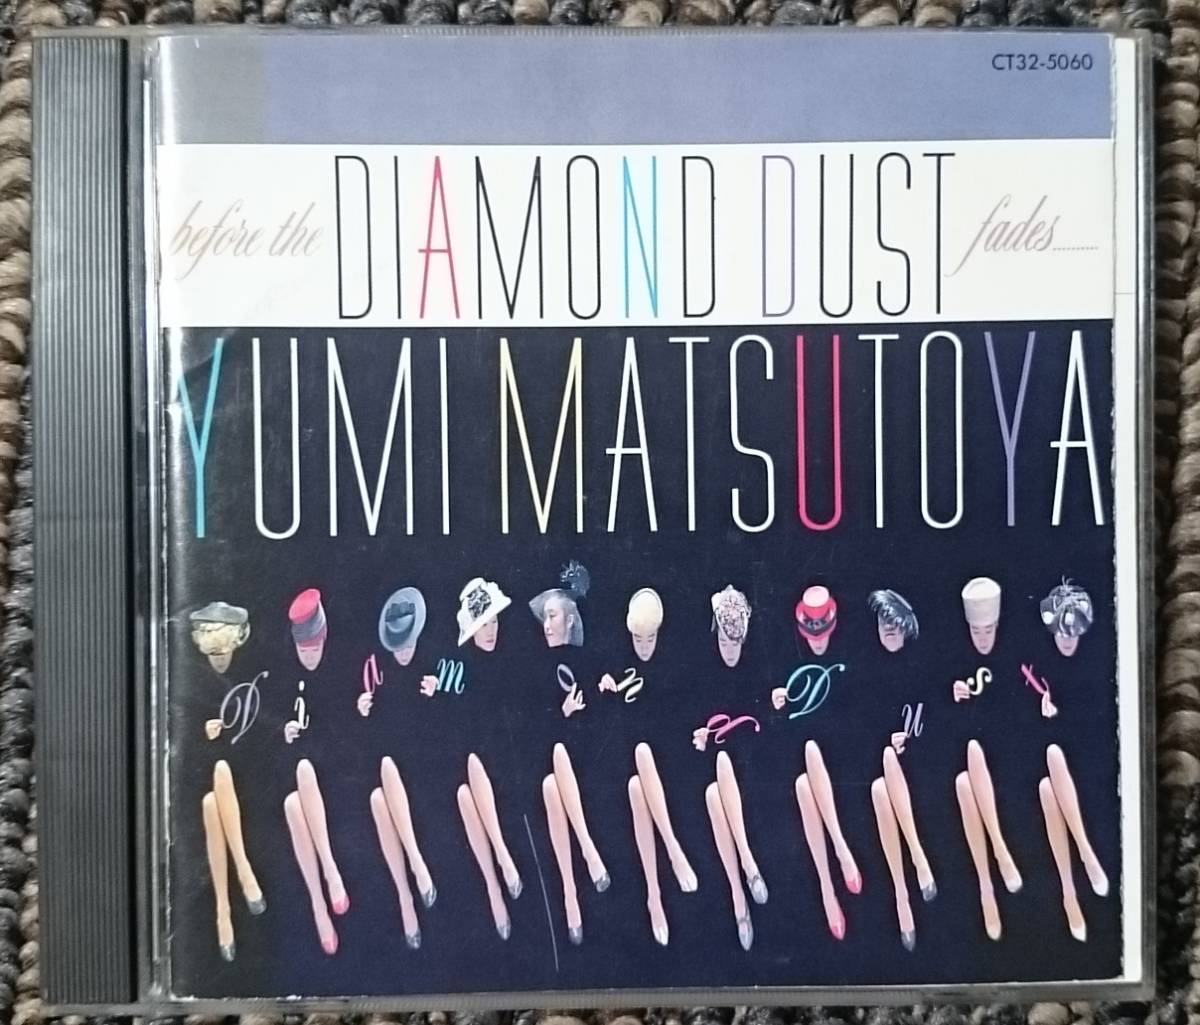 CT32-5060
before the DIAMOND DUST fades...........
YUMI MATSUTOYA
Diamond Dust